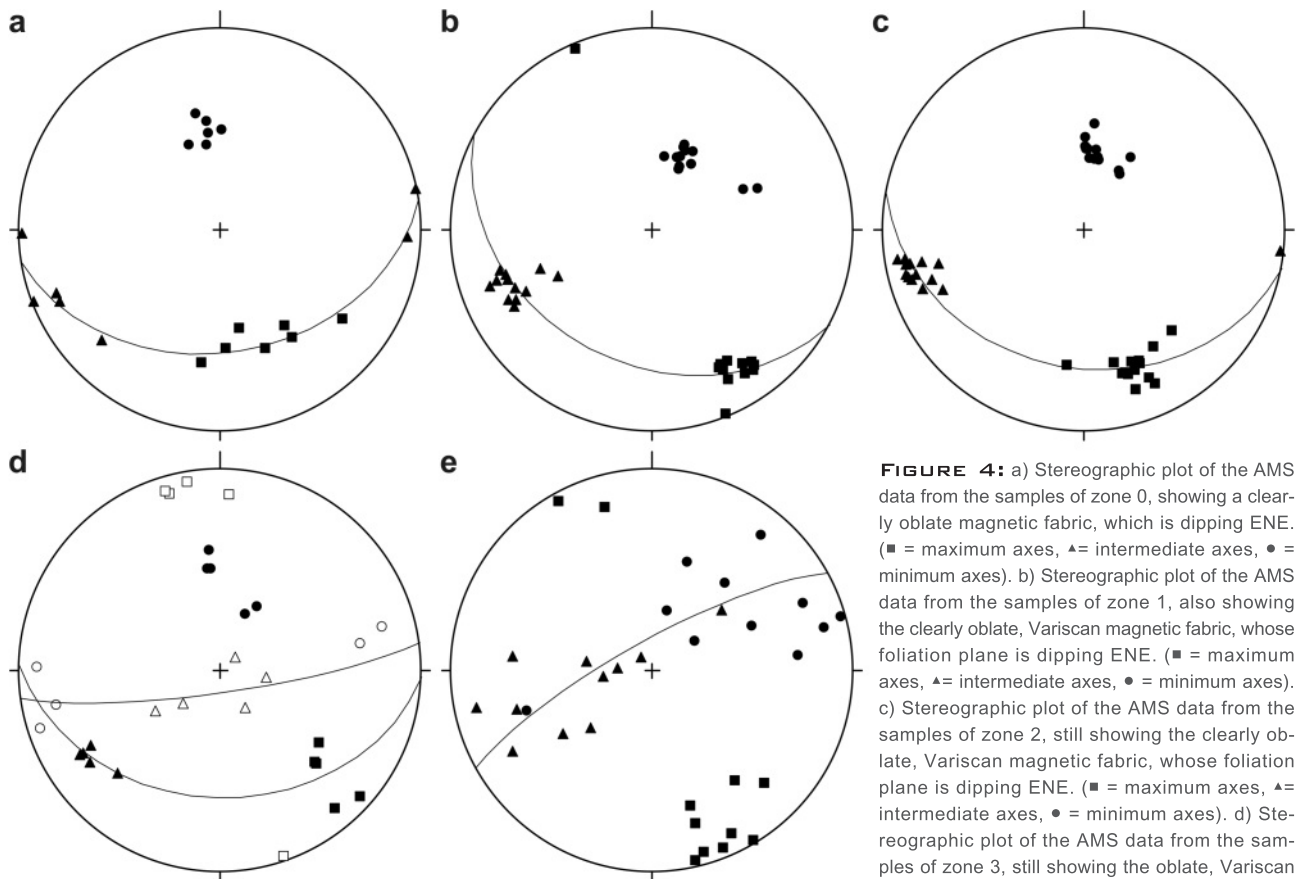 a
b
c
d
e
FIGURE 4: a) Stereographic plot of the AMS
data from the samples of zone 0, showing a clear-
ly oblate magnetic fabric, which is dipping ENE.
(■ = maximum axes, ▲= intermediate axes, ● =
minimum axes). b) Stereographic plot of the AMS
data from the samples of zone 1, also showing
the clearly oblate, Variscan magnetic fabric, whose
foliation plane is dipping ENE. (■ = maximum
axes, ▲= intermediate axes, ● = minimum axes).
c) Stereographic plot of the AMS data from the
samples of zone 2, still showing the clearly ob-
late, Variscan magnetic fabric, whose foliation
plane is dipping ENE. (■ = maximum axes, ▲=
intermediate axes, ● = minimum axes). d) Ste-
reographic plot of the AMS data from the sam-
ples of zone 3, still showing the oblate, Variscan